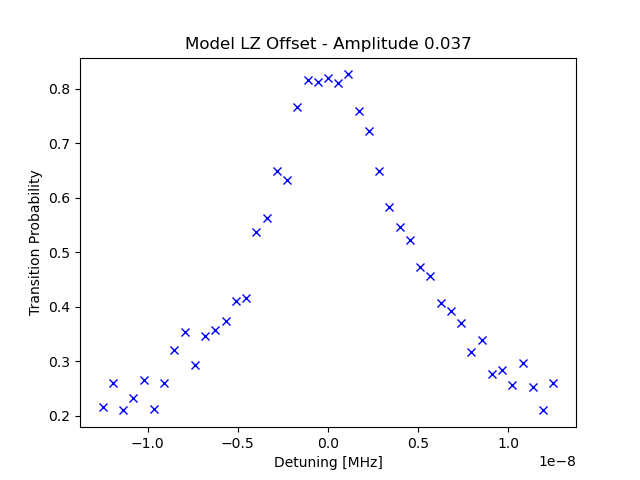 Model LZ Offset - Amplitude 0.037
Transition Probability
0.8
0.7
0.6
0.5
0.4
0.3
0.2
−1.0 −0.5 0.0 0.5 1.0
1e−8
Detuning [MHz]